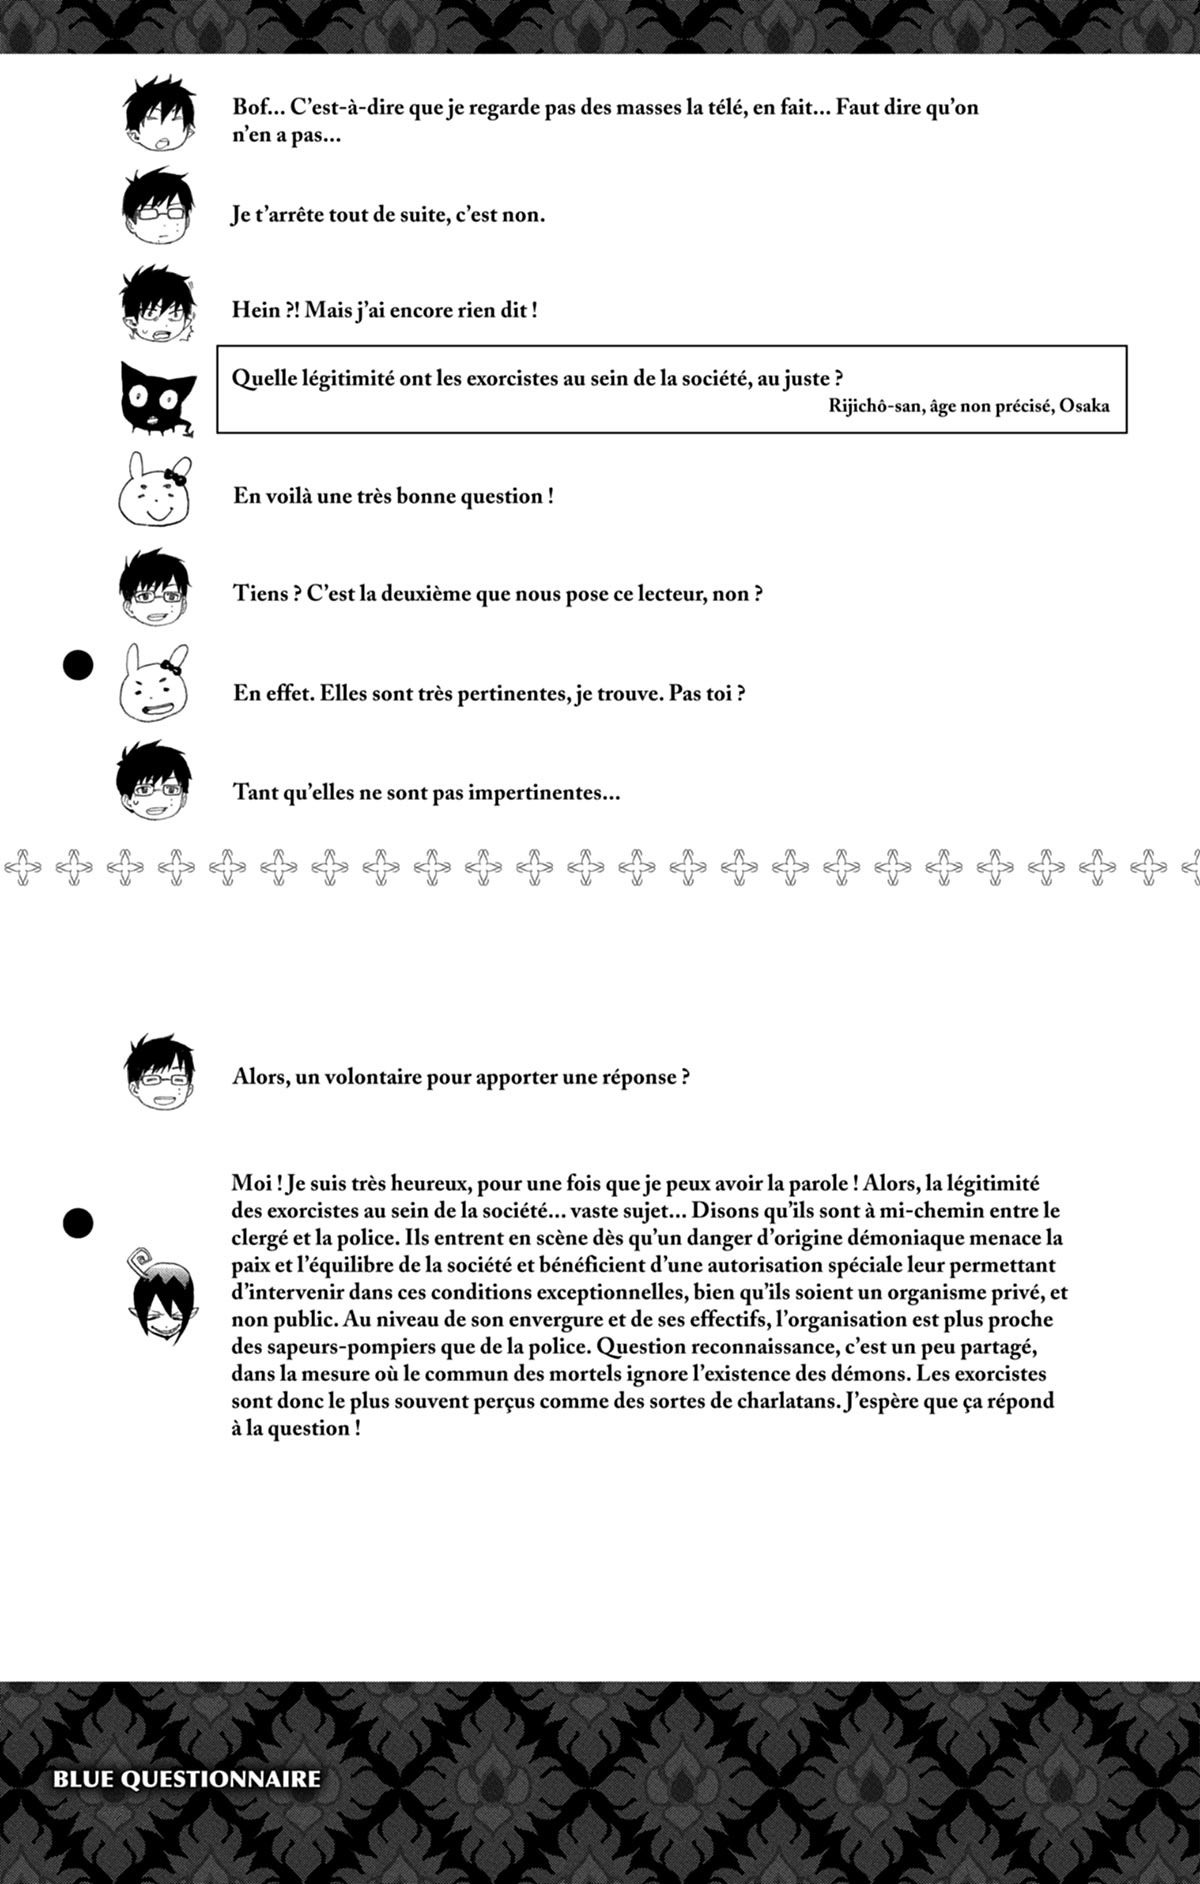 Bof... C'est-à-dire que je regarde pas des masses la télé, en fait... Faut dire qu'on
n'en a pas...
Je t'arrête tout de suite, c'est non.
Hein ?! Mais j'ai encore rien dit !
Quelle légitimité ont les exorcistes au sein de la société, au juste ?
Rijichô-san, âge non précisé, Osaka
En voilà une très bonne question !
Tiens ? C'est la deuxième que nous pose ce lecteur, non ?
En effet. Elles sont très pertinentes, je trouve. Pas toi ?
Tant qu'elles ne sont pas impertinentes...
Alors, un volontaire pour apporter une réponse ?
Moi ! Je suis très heureux, pour une fois que je peux avoir la parole ! Alors, la légitimité
des exorcistes au sein de la société... vaste sujet... Disons qu'ils sont à mi-chemin entre le
clergé et la police. Ils entrent en scène dès qu'un danger d'origine démoniaque menace la
paix et l'équilibre de la société et bénéficient d'une autorisation spéciale leur permettant
d'intervenir dans ces conditions exceptionnelles, bien qu'ils soient un organisme privé, et
non public. Au niveau de son envergure et de ses effectifs, l'organisation est plus proche
des sapeurs-pompiers que de la police. Question reconnaissance, c'est un peu partagé,
dans la mesure où le commun des mortels ignore l'existence des démons. Les exorcistes
sont donc le plus souvent perçus comme des sortes de charlatans. J'espère que ça répond
à la question !
BLUE QUESTIONNAIRE